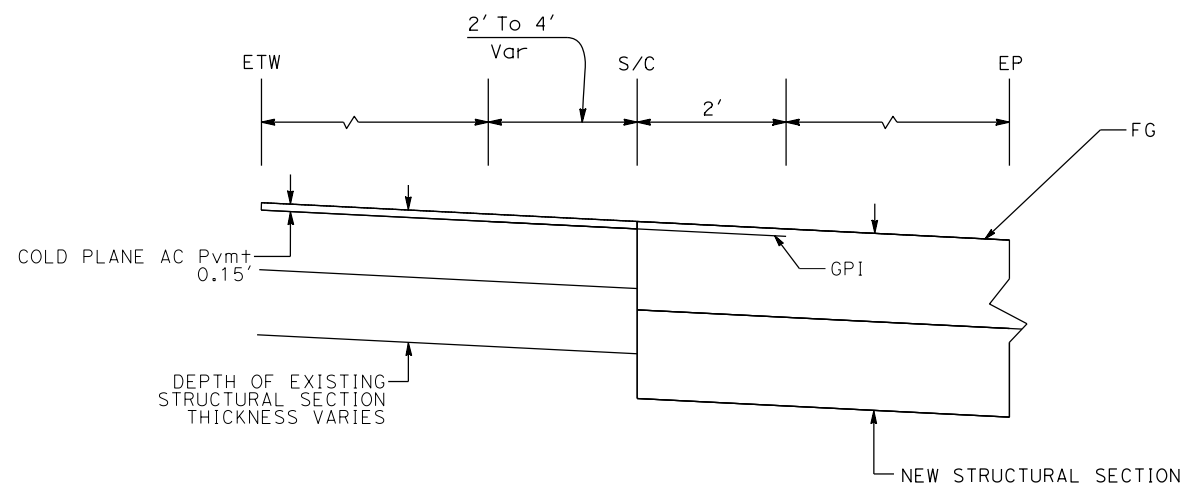 2' To 4'
Var
ETW
S/C
EP
2'
FG
COLD PLANE AC Pvmt
0.15'
GPI
DEPTH OF EXISTING
STRUCTURAL SECTION
THICKNESS VARIES
NEW STRUCTURAL SECTION